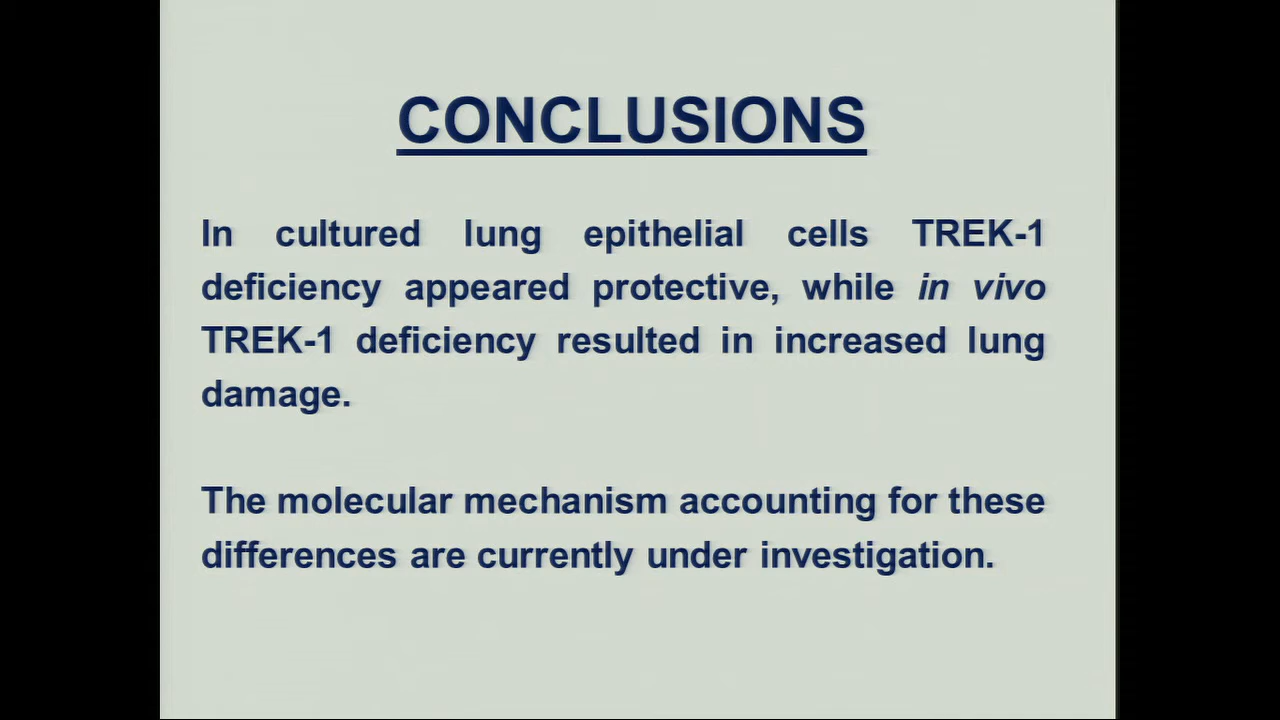 CONCLUSIONS
In cultured lung epithelial cells TREK-1
deficiency appeared protective, while in vivo
TREK-1 deficiency resulted in increased lung
damage.
The molecular mechanism accounting for these
differences are currently under investigation.